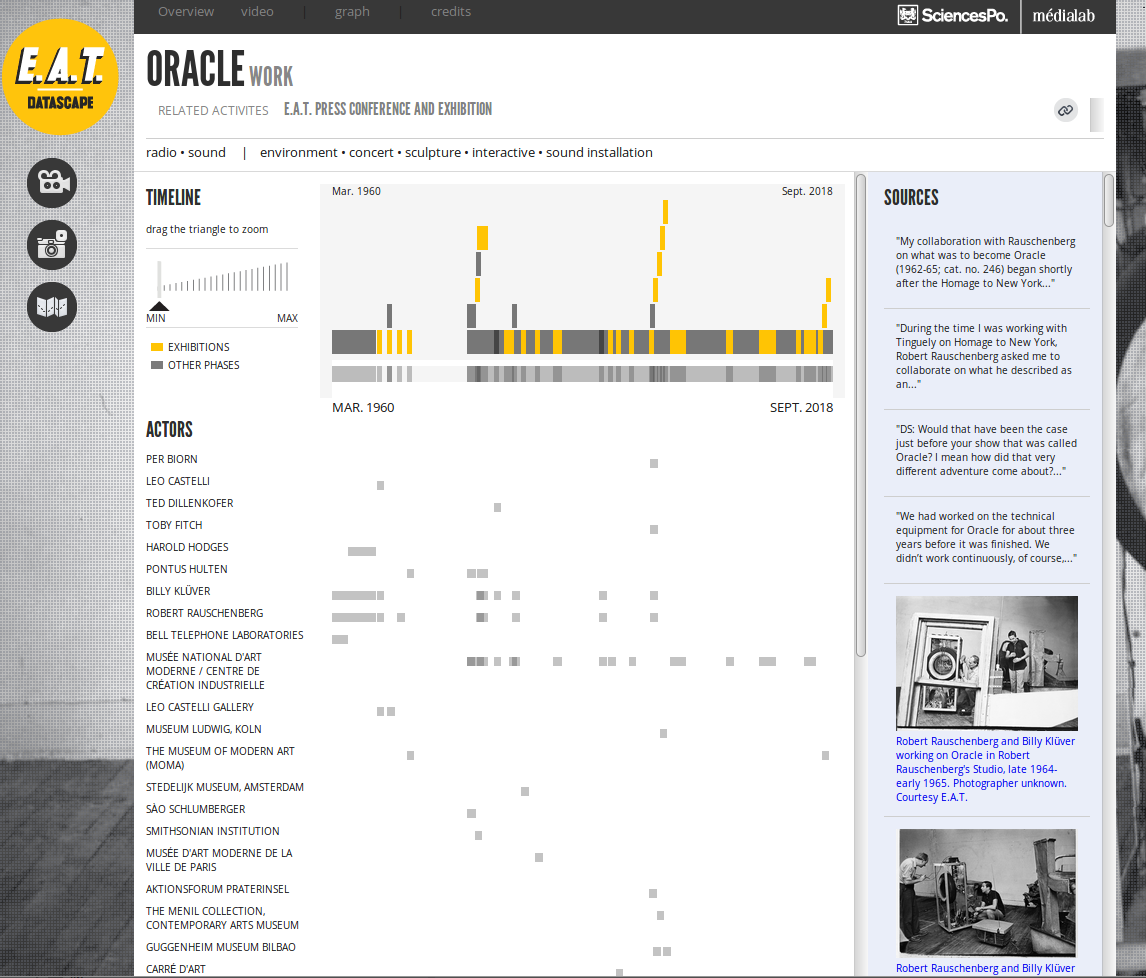 Overview video | graph | credits
SciencesPo. médialab
E.A.T.
DATASCAPE
ORACLE WORK
RELATED ACTIVITES E.A.T. PRESS CONFERENCE AND EXHIBITION
radio • sound | environment • concert • sculpture • interactive • sound installation
TIMELINE
drag the triangle to zoom
MIN MAX
EXHIBITIONS
OTHER PHASES
Mar. 1960 Sept. 2018
MAR. 1960 SEPT. 2018
ACTORS
PER BIORN
LEO CASTELLI
TED DILLENKOFER
TOBY FITCH
HAROLD HODGES
PONTUS HULTEN
BILLY KLÜVER
ROBERT RAUSCHENBERG
BELL TELEPHONE LABORATORIES
MUSÉE NATIONAL D'ART
MODERNE / CENTRE DE
CRÉATION INDUSTRIELLE
LEO CASTELLI GALLERY
MUSEUM LUDWIG, KOLN
THE MUSEUM OF MODERN ART
(MOMA)
STEDELIJK MUSEUM, AMSTERDAM
SÃO SCHLUMBERGER
SMITHSONIAN INSTITUTION
MUSÉE D'ART MODERNE DE LA
VILLE DE PARIS
AKTIONSFORUM PRATERINSEL
THE MENIL COLLECTION,
CONTEMPORARY ARTS MUSEUM
GUGGENHEIM MUSEUM BILBAO
CARRÉ D'ART
SOURCES
"My collaboration with Rauschenberg
on what was to become Oracle
(1962-65; cat. no. 246) began shortly
after the Homage to New York..."
"During the time I was working with
Tinguely on Homage to New York,
Robert Rauschenberg asked me to
collaborate on what he described as
an..."
"DS: Would that have been the case
just before your show that was called
Oracle? I mean how did that very
different adventure come about?..."
"We had worked on the technical
equipment for Oracle for about three
years before it was finished. We
didn't work continuously, of course,..."
Robert Rauschenberg and Billy Klüver
working on Oracle in Robert
Rauschenberg's Studio, late 1964-
early 1965. Photographer unknown.
Courtesy E.A.T.
Robert Rauschenberg and Billy Klüver